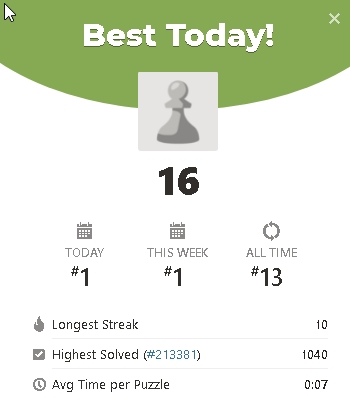 Best Today!
16
TODAY THIS WEEK ALL TIME
#1 #1 #13
Longest Streak 10
Highest Solved (#213381) 1040
Avg Time per Puzzle 0:07